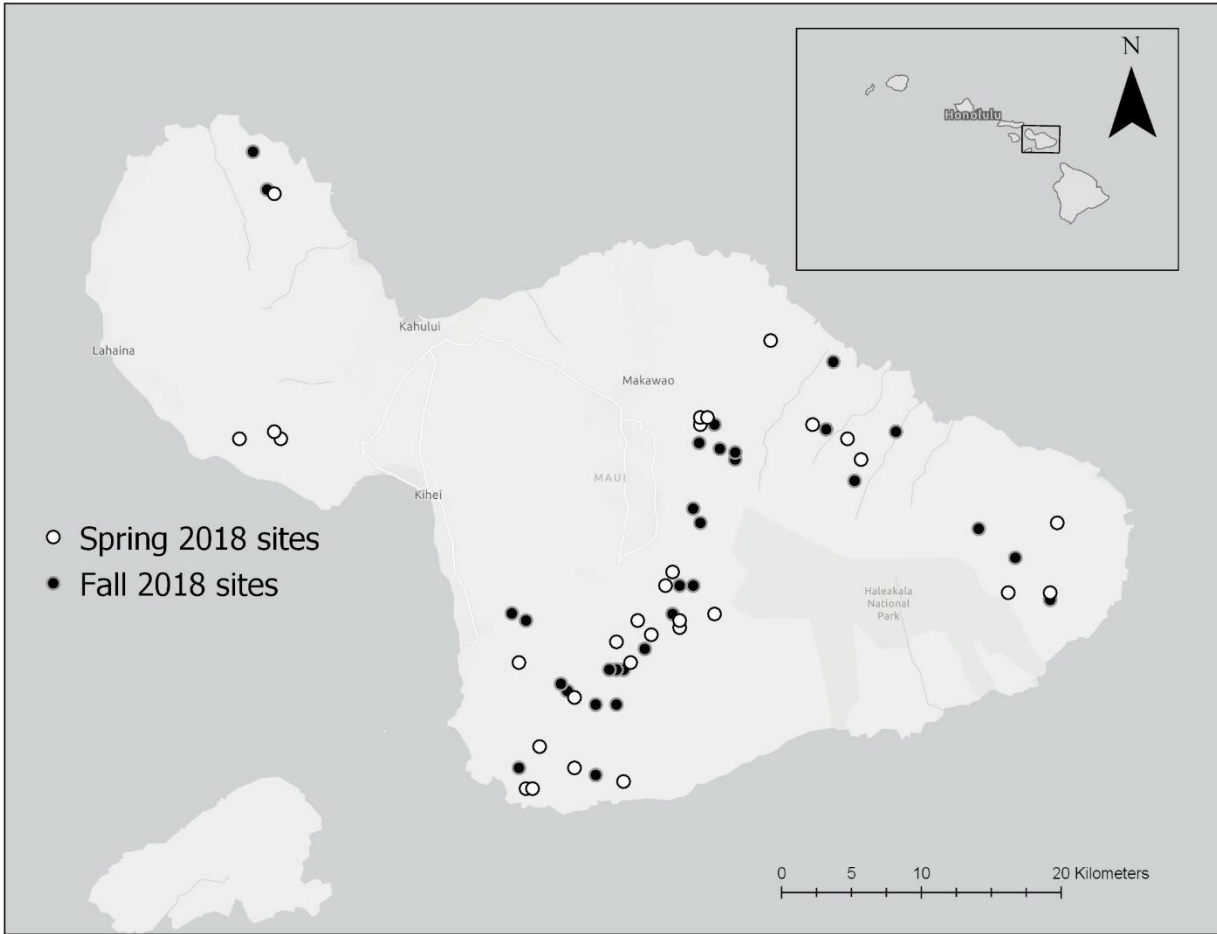 N
Honolulu
Kahului
Lahaina
Makawao
MAUI
Kihei
Spring 2018 sites
Fall 2018 sites
Haleakala
National
Park
0 5 10 20 Kilometers